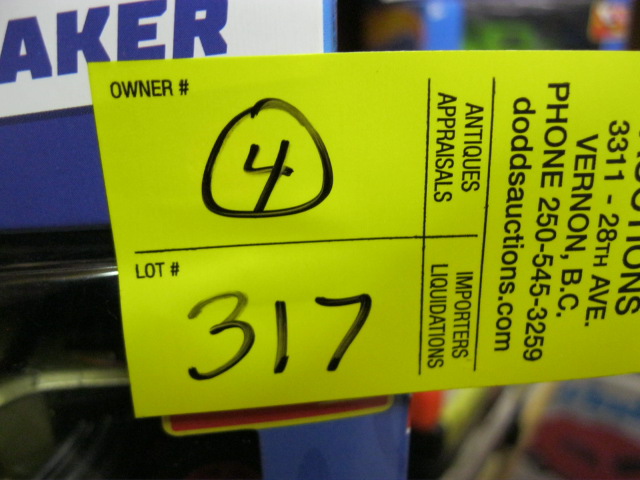 AKER
OWNER #
4
LOT #
317
ANTIQUES
APPRAISALS
IMPORTERS
LIQUIDATIONS
3311 - 28TH AVE.
VERNON, B.C.
PHONE 250-545-3259
doddsauctions.com